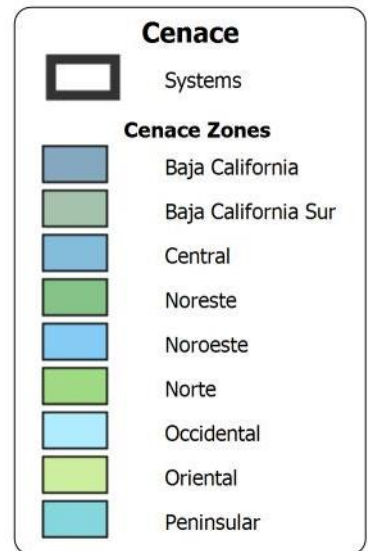 Cenace
Systems
Cenace Zones
Baja California
Baja California Sur
Central
Noreste
Noroeste
Norte
Occidental
Oriental
Peninsular